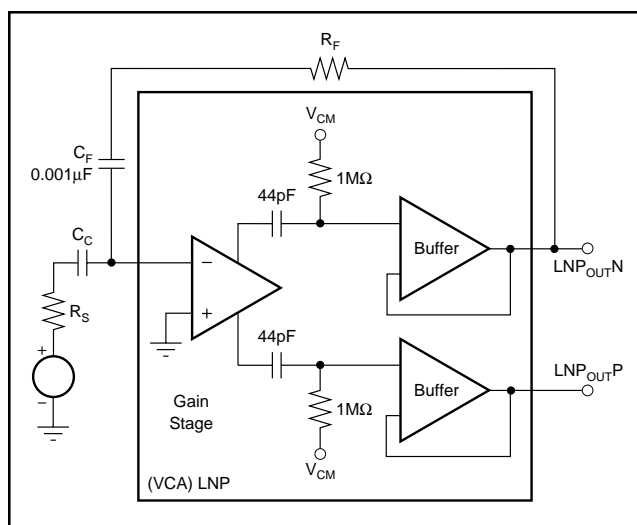 R_F
V_CM
C_F
0.001µF
1MΩ
44pF
C_C
Buffer
−
LNP_OUTN
+
R_S
+
44pF
−
Buffer
LNP_OUTP
Gain
Stage
1MΩ
V_CM
(VCA) LNP